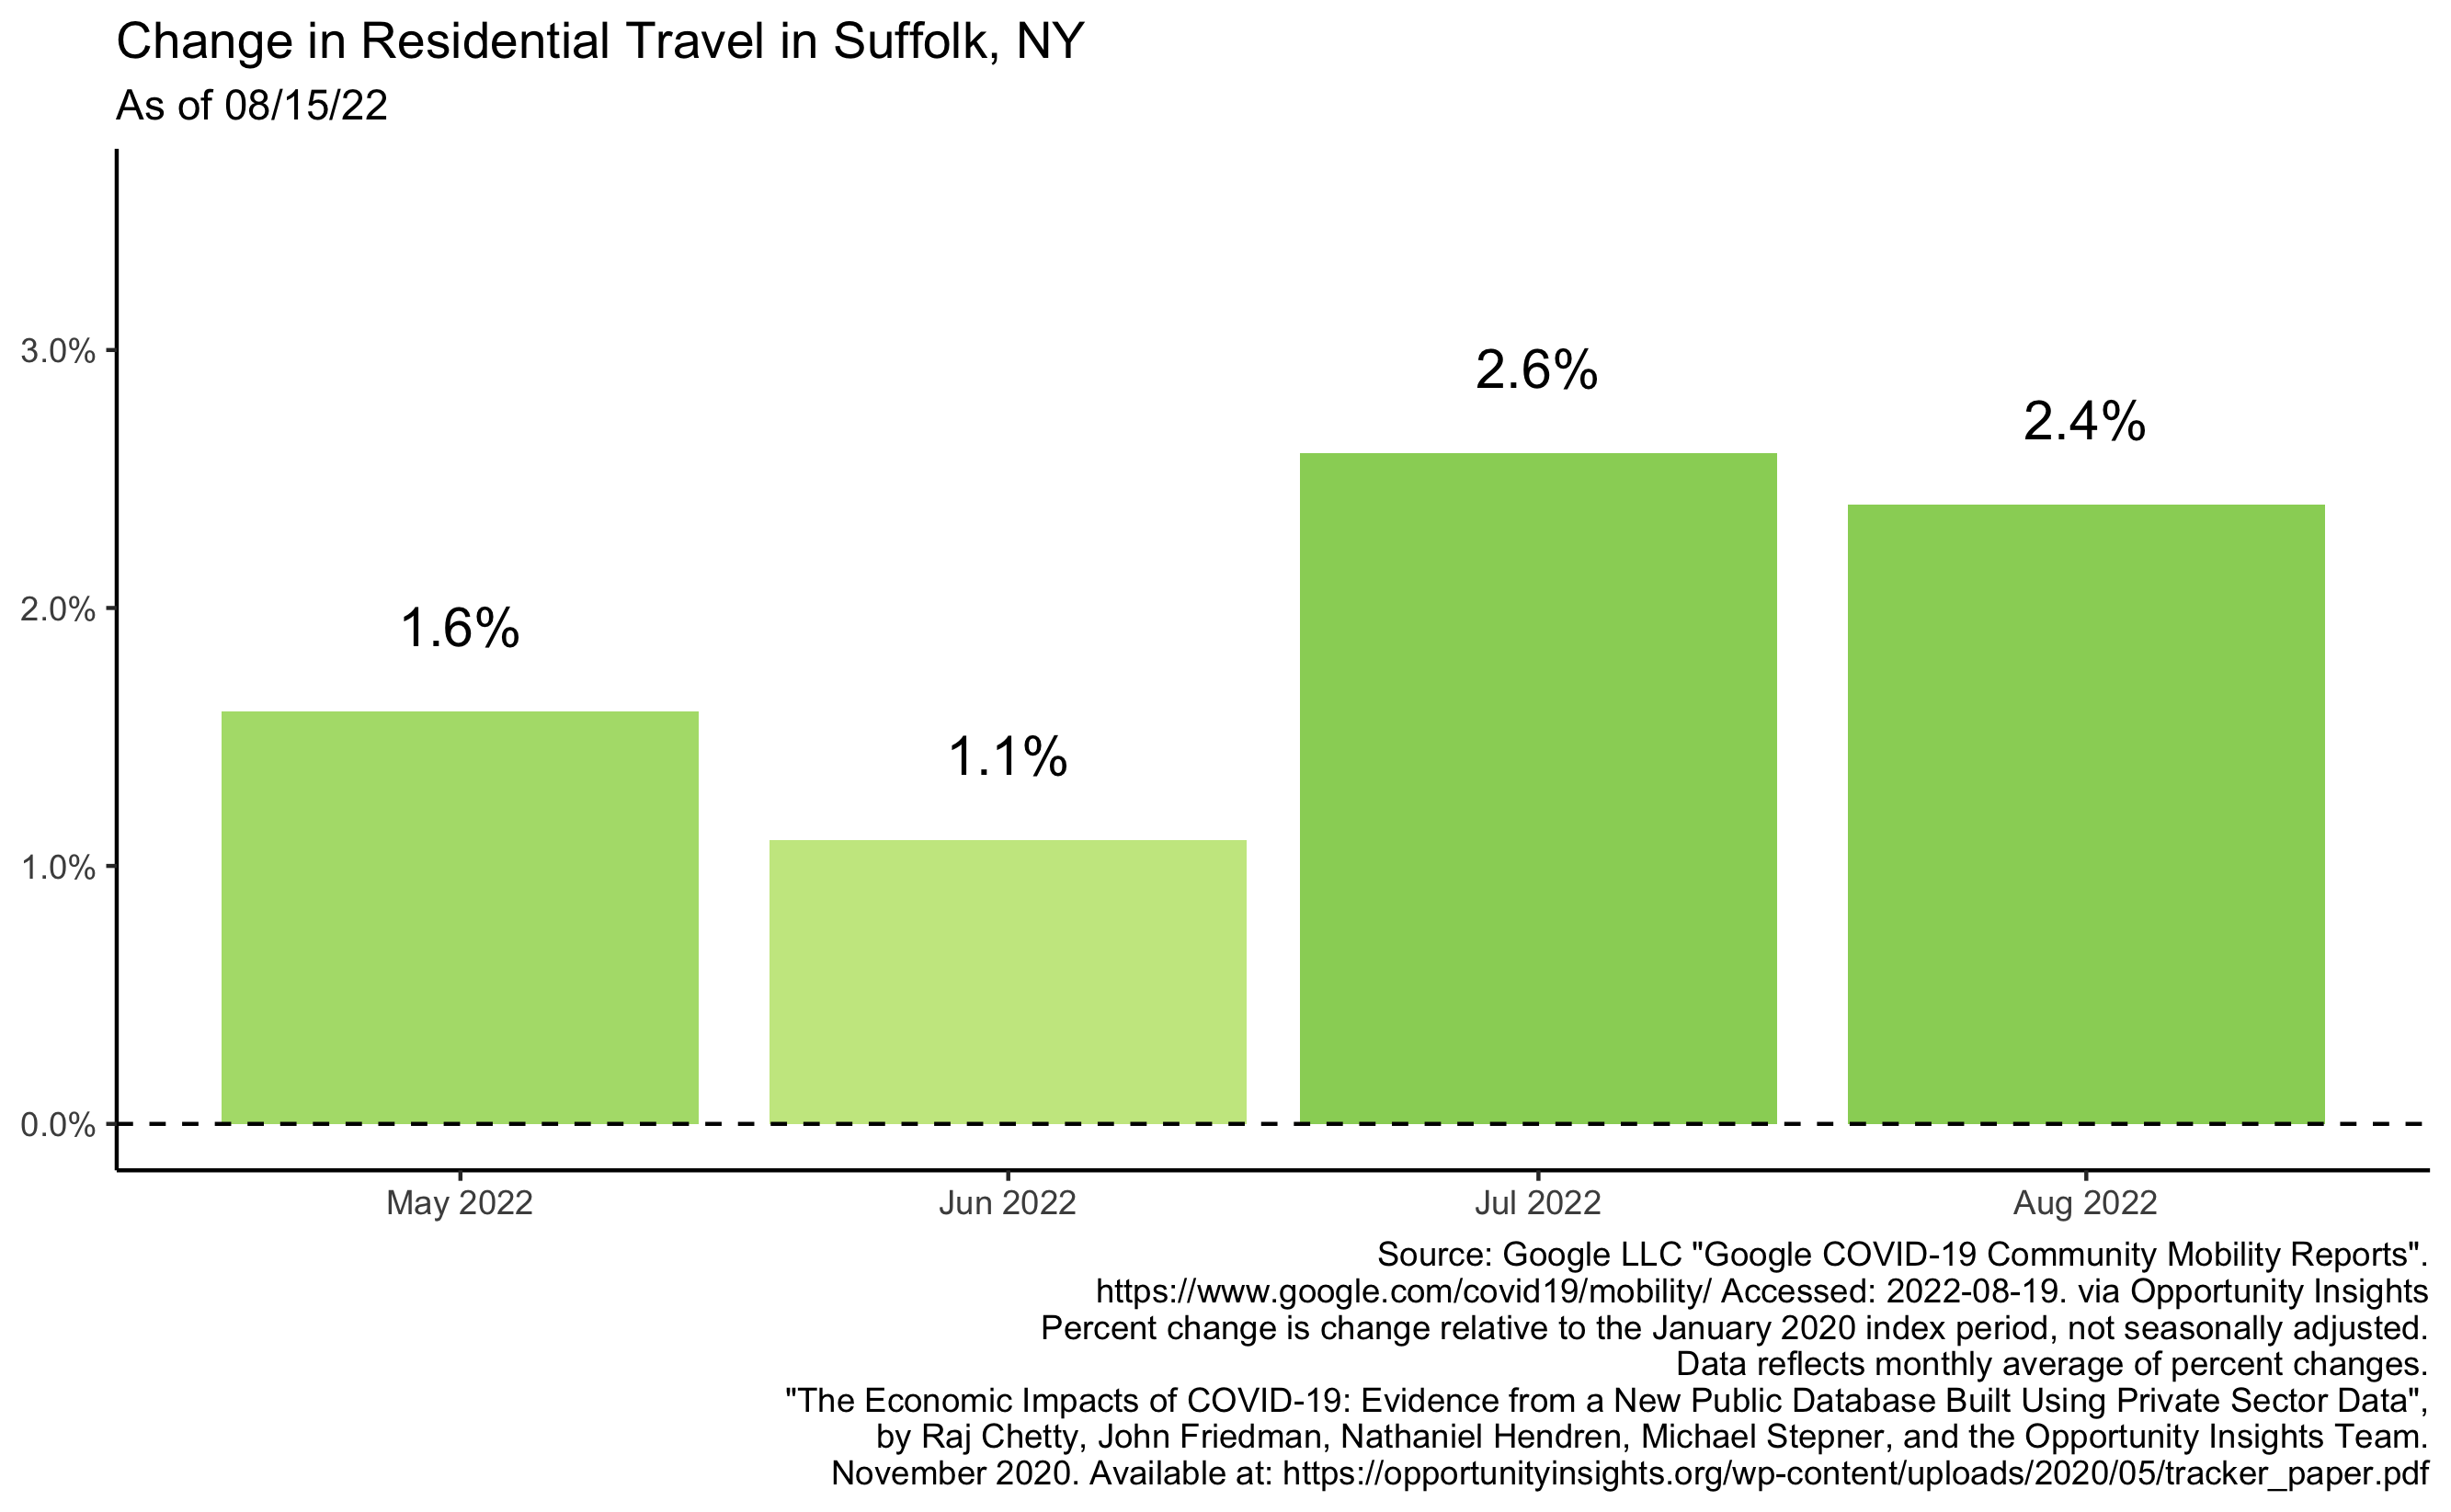 Change in Residential Travel in Suffolk, NY
As of 08/15/22
3.0%
2.0%
1.0%
0.0%
1.6%
1.1%
2.6%
2.4%
May 2022
Jun 2022
Jul 2022
Aug 2022
Source: Google LLC "Google COVID-19 Community Mobility Reports".
https://www.google.com/covid19/mobility/ Accessed: 2022-08-19. via Opportunity Insights
Percent change is change relative to the January 2020 index period, not seasonally adjusted.
Data reflects monthly average of percent changes.
"The Economic Impacts of COVID-19: Evidence from a New Public Database Built Using Private Sector Data",
by Raj Chetty, John Friedman, Nathaniel Hendren, Michael Stepner, and the Opportunity Insights Team.
November 2020. Available at: https://opportunityinsights.org/wp-content/uploads/2020/05/tracker_paper.pdf